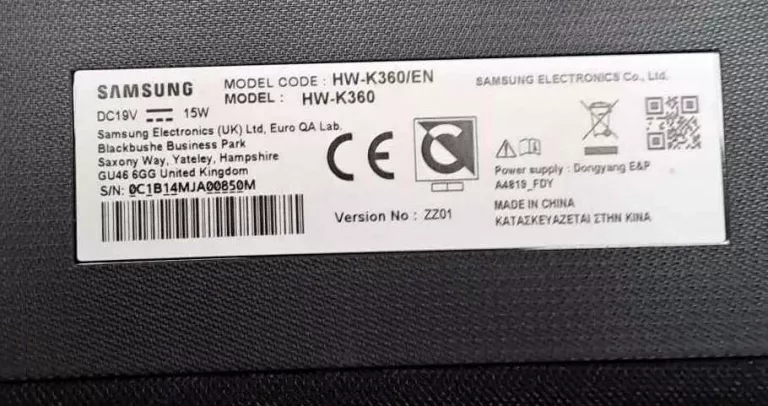 SAMSUNG
DC19V 15W
Samsung Electronics (UK) Ltd, Euro QA Lab.
Blackbushe Business Park
Saxony Way, Yateley, Hampshire
GU46 6GG United Kingdom
S/N: 0C1B14MJA00850M
MODEL CODE : HW-K360/EN
MODEL : HW-K360
CE
Version No : ZZ01
SAMSUNG ELECTRONICS Co., Ltd.
Power supply : Dongyang E&P
A4819_FDY
MADE IN CHINA
ΚΑΤΑΣΚΕΥΑΖΕΤΑΙ ΣΤΗΝ ΚΙΝΑ